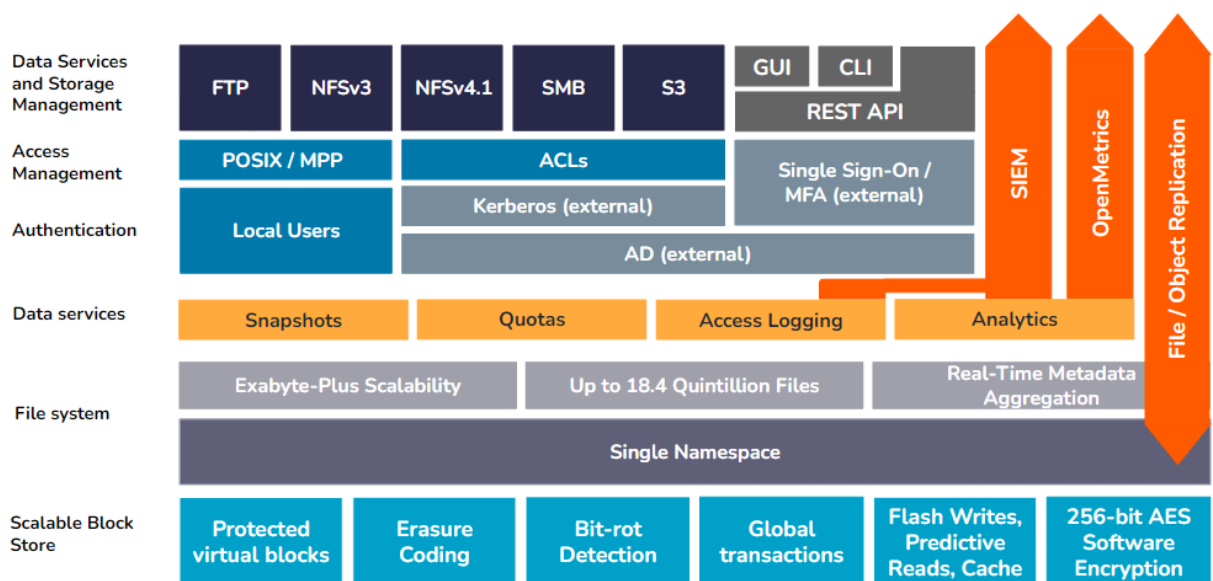 Data Services
and Storage
Management
FTP
NFSv3
NFSv4.1
SMB
S3
GUI
CLI
REST API
Access
Management
POSIX / MPP
ACLs
Single Sign-On /
MFA (external)
Authentication
Local Users
Kerberos (external)
AD (external)
SIEM
OpenMetrics
File / Object Replication
Data services
Snapshots
Quotas
Access Logging
Analytics
File system
Exabyte-Plus Scalability
Up to 18.4 Quintillion Files
Real-Time Metadata
Aggregation
Single Namespace
Scalable Block
Store
Protected
virtual blocks
Erasure
Coding
Bit-rot
Detection
Global
transactions
Flash Writes,
Predictive
Reads, Cache
256-bit AES
Software
Encryption